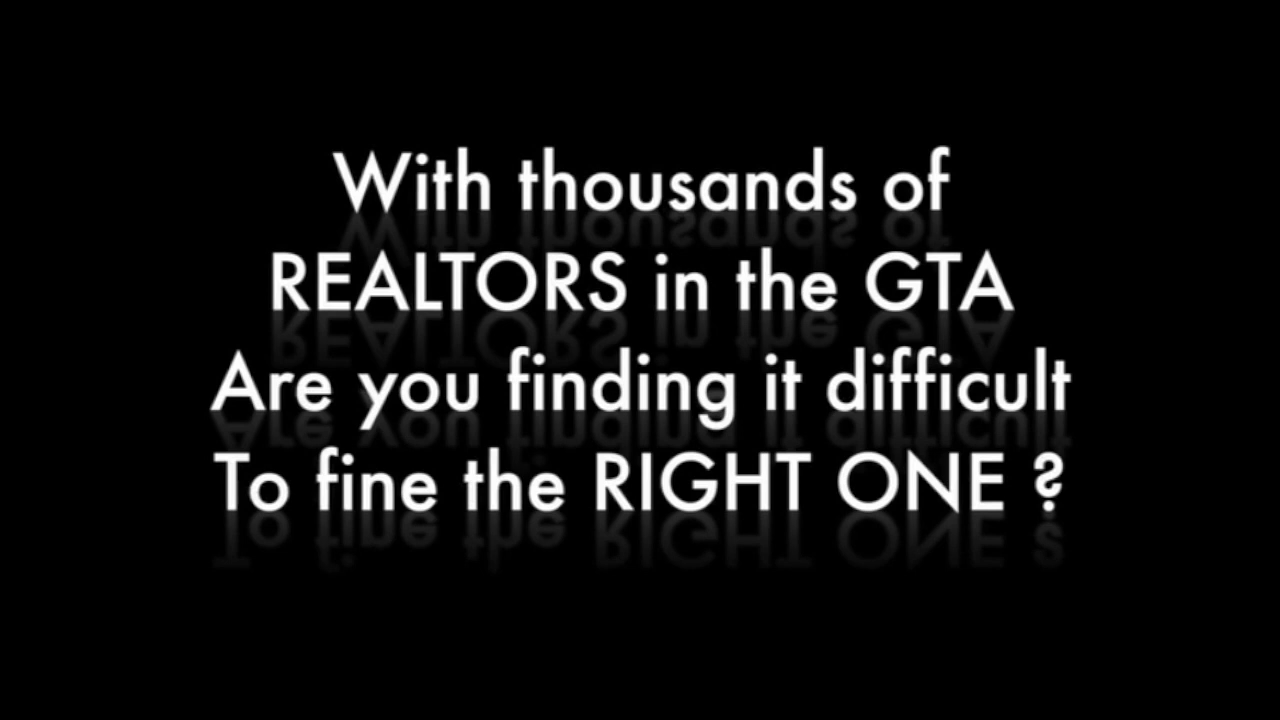 With thousands of
REALTORS in the GTA
Are you finding it difficult
To fine the RIGHT ONE ?